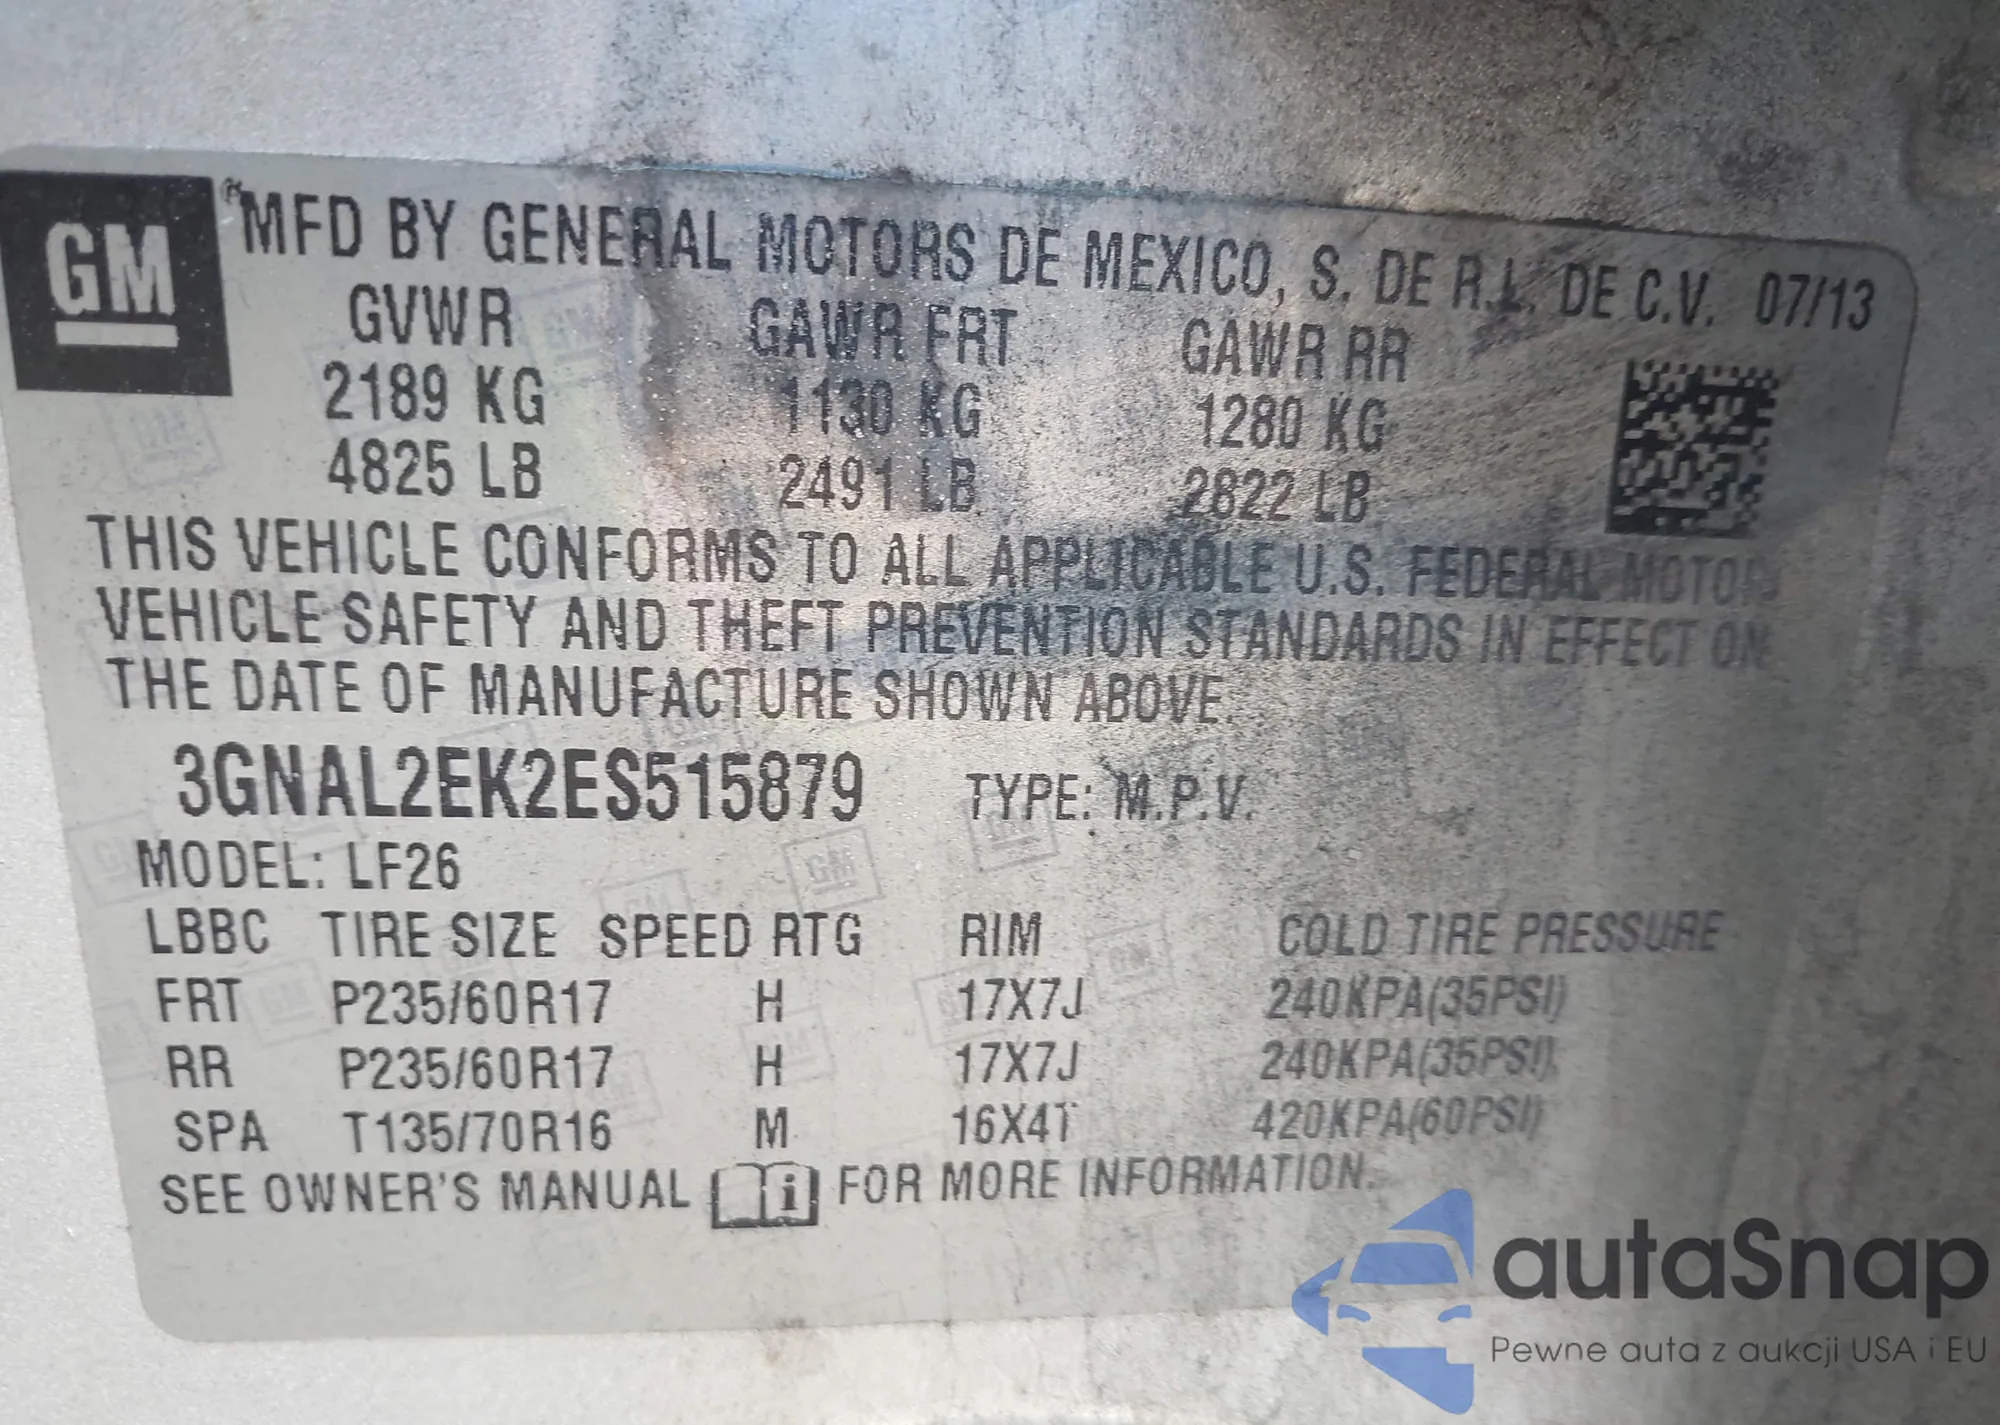 GM
MFD BY GENERAL MOTORS DE MEXICO, S. DE R.L. DE C.V. 07/13
GVWR GAWR FRT GAWR RR
2189 KG 1130 KG 1280 KG
4825 LB 2491 LB 2822 LB
THIS VEHICLE CONFORMS TO ALL APPLICABLE U.S. FEDERAL MOTOR
VEHICLE SAFETY AND THEFT PREVENTION STANDARDS IN EFFECT ON
THE DATE OF MANUFACTURE SHOWN ABOVE.
3GNAL2EK2ES515879 TYPE: M.P.V.
MODEL: LF26
LBBC TIRE SIZE SPEED RTG RIM COLD TIRE PRESSURE
FRT P235/60R17 H 17X7J 240KPA(35PSI)
RR P235/60R17 H 17X7J 240KPA(35PSI)
SPA T135/70R16 M 16X4T 420KPA(60PSI)
SEE OWNER'S MANUAL i FOR MORE INFORMATION.
autaSnap
Pewne auta z aukcji USA i EU